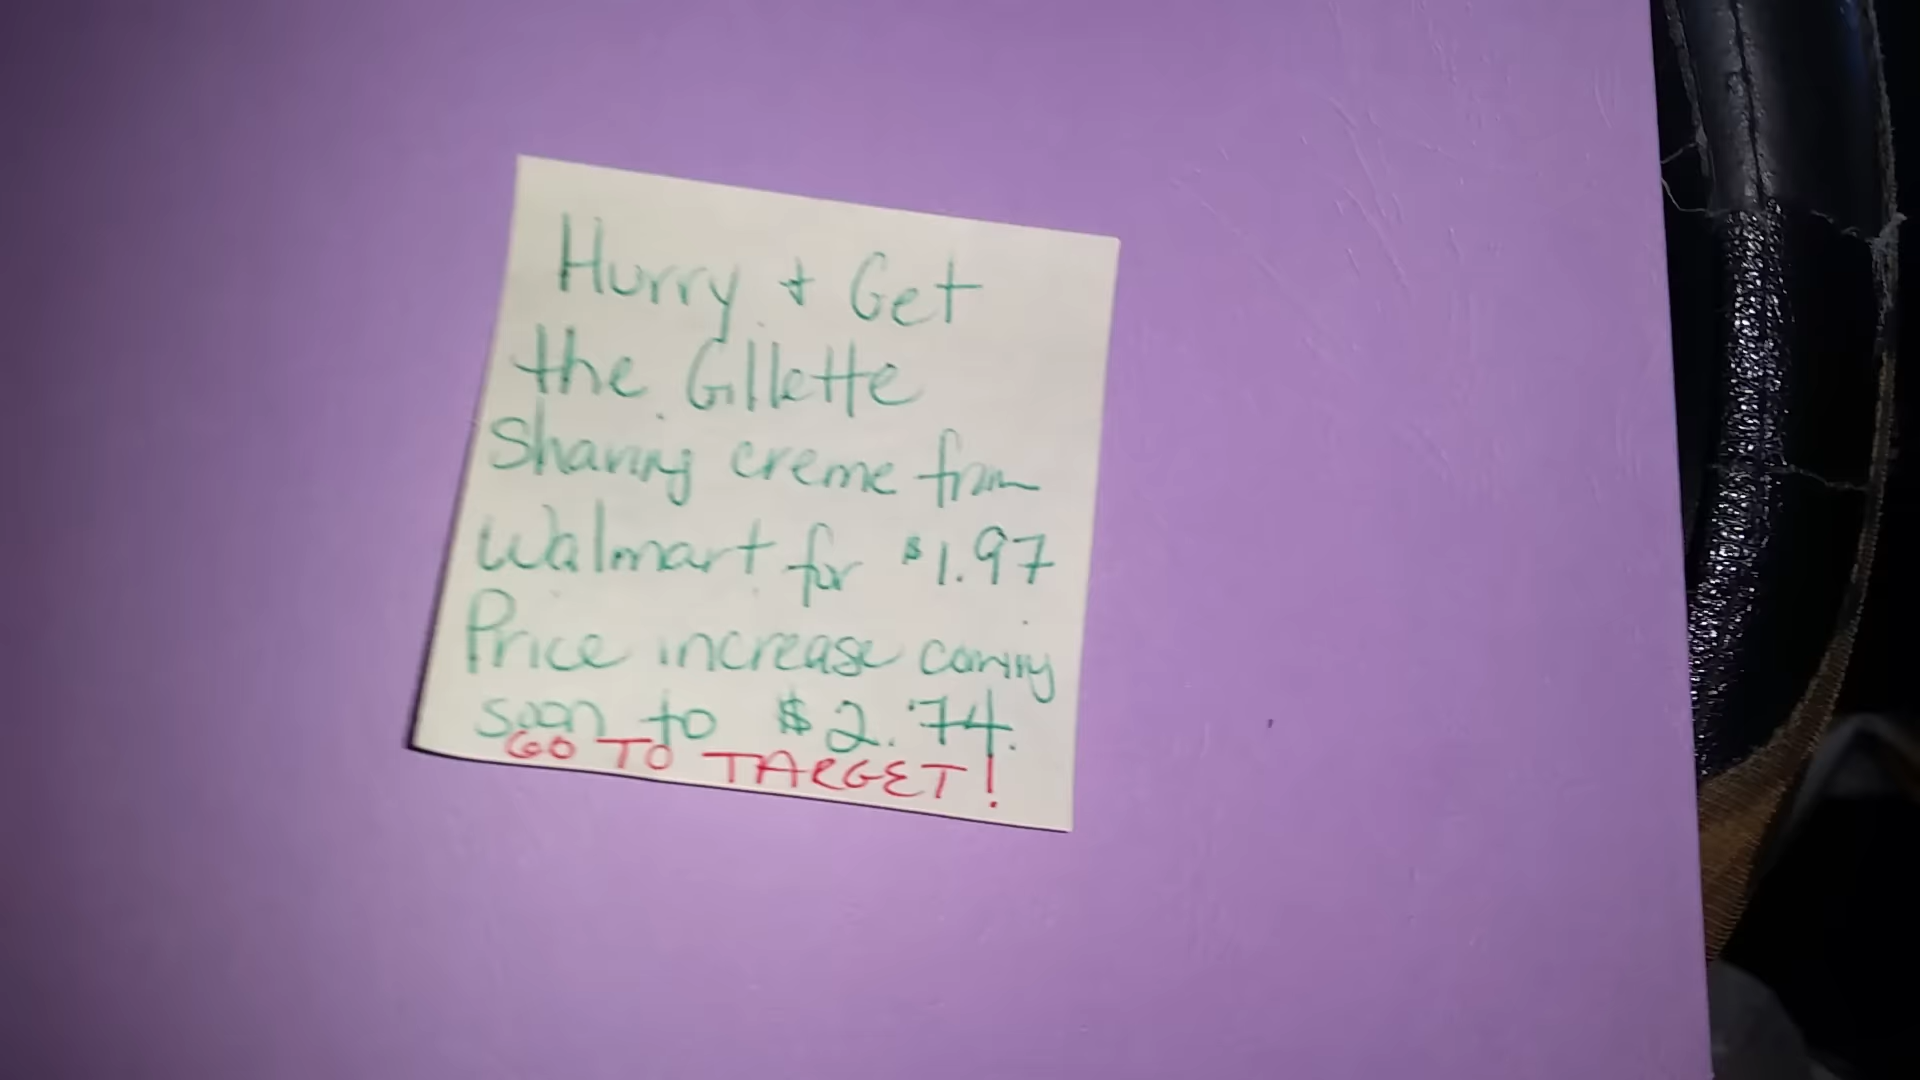 Hurry + Get
the Gillette
Shaving creme from
Walmart for $1.97
Price increase coming
soon to $2.74.
GO TO TARGET!